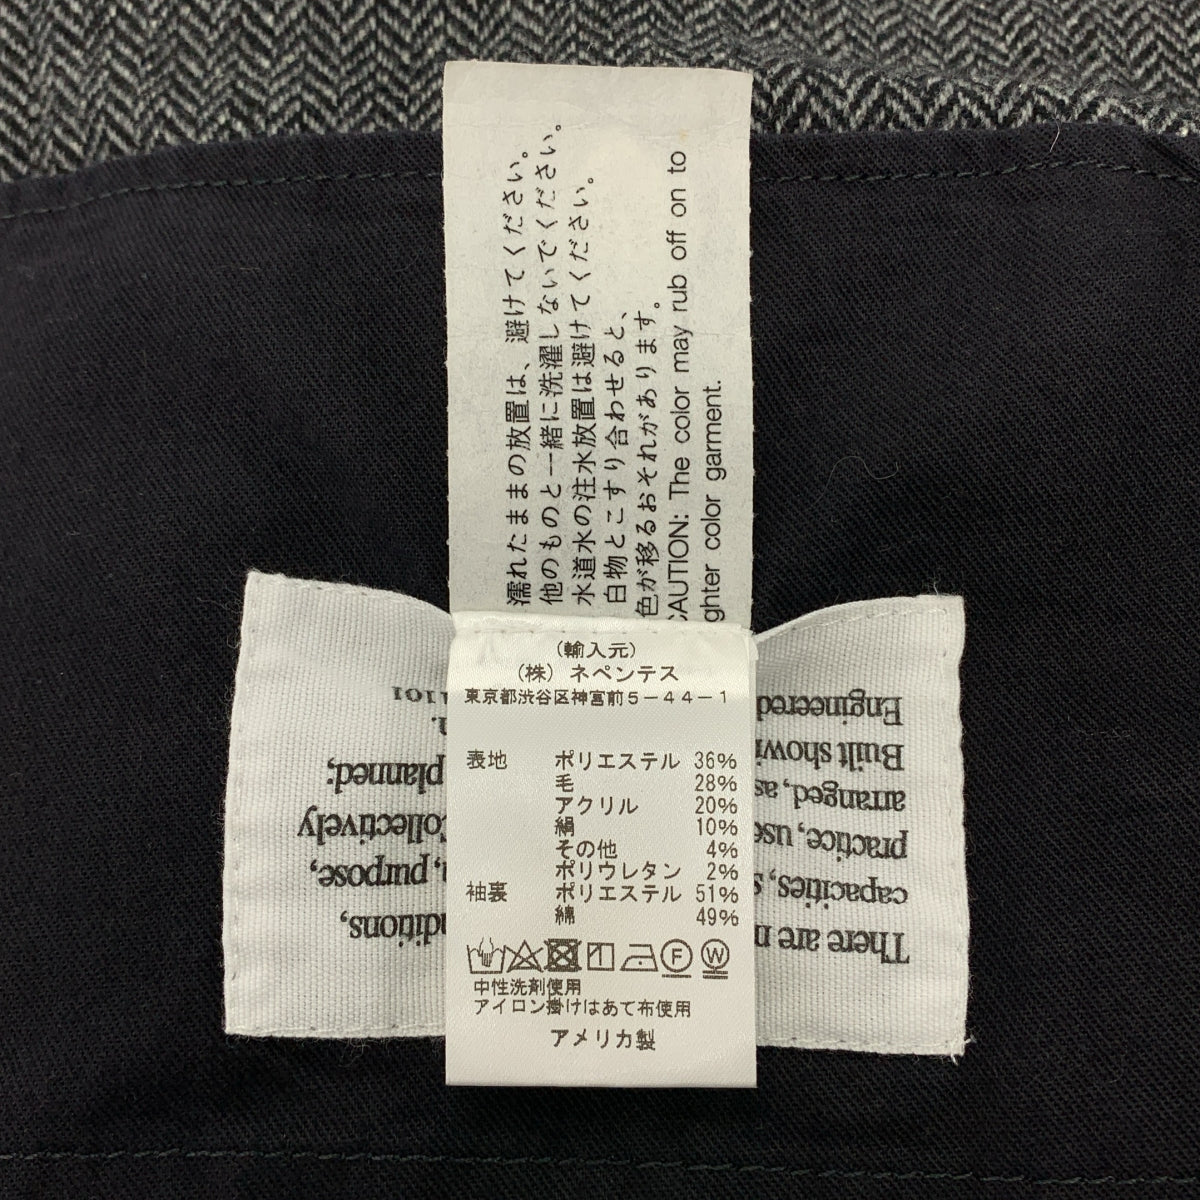 濡れたままの放置は、避けてください。
他のものと一緒に洗濯しないでください。
水道水の注水放置は避けてください。
白物とこすり合わせると、
色が移るおそれがあります。
CAUTION: The color may rub off on to
ghter color garment.
(輸入元)
(株) ネペンテス
東京都渋谷区神宮前5-44-1
表地 ポリエステル 36%
毛 28%
アクリル 20%
絹 10%
その他 4%
ポリウレタン 2%
袖裏 ポリエステル 51%
綿 49%
F W
中性洗剤使用
アイロン掛けはあて布使用
アメリカ製
There are n
nditions,
capacities, s
, purpose,
practice, use
Collectively
arranged, as
planned;
Built showi
Engineered
1101